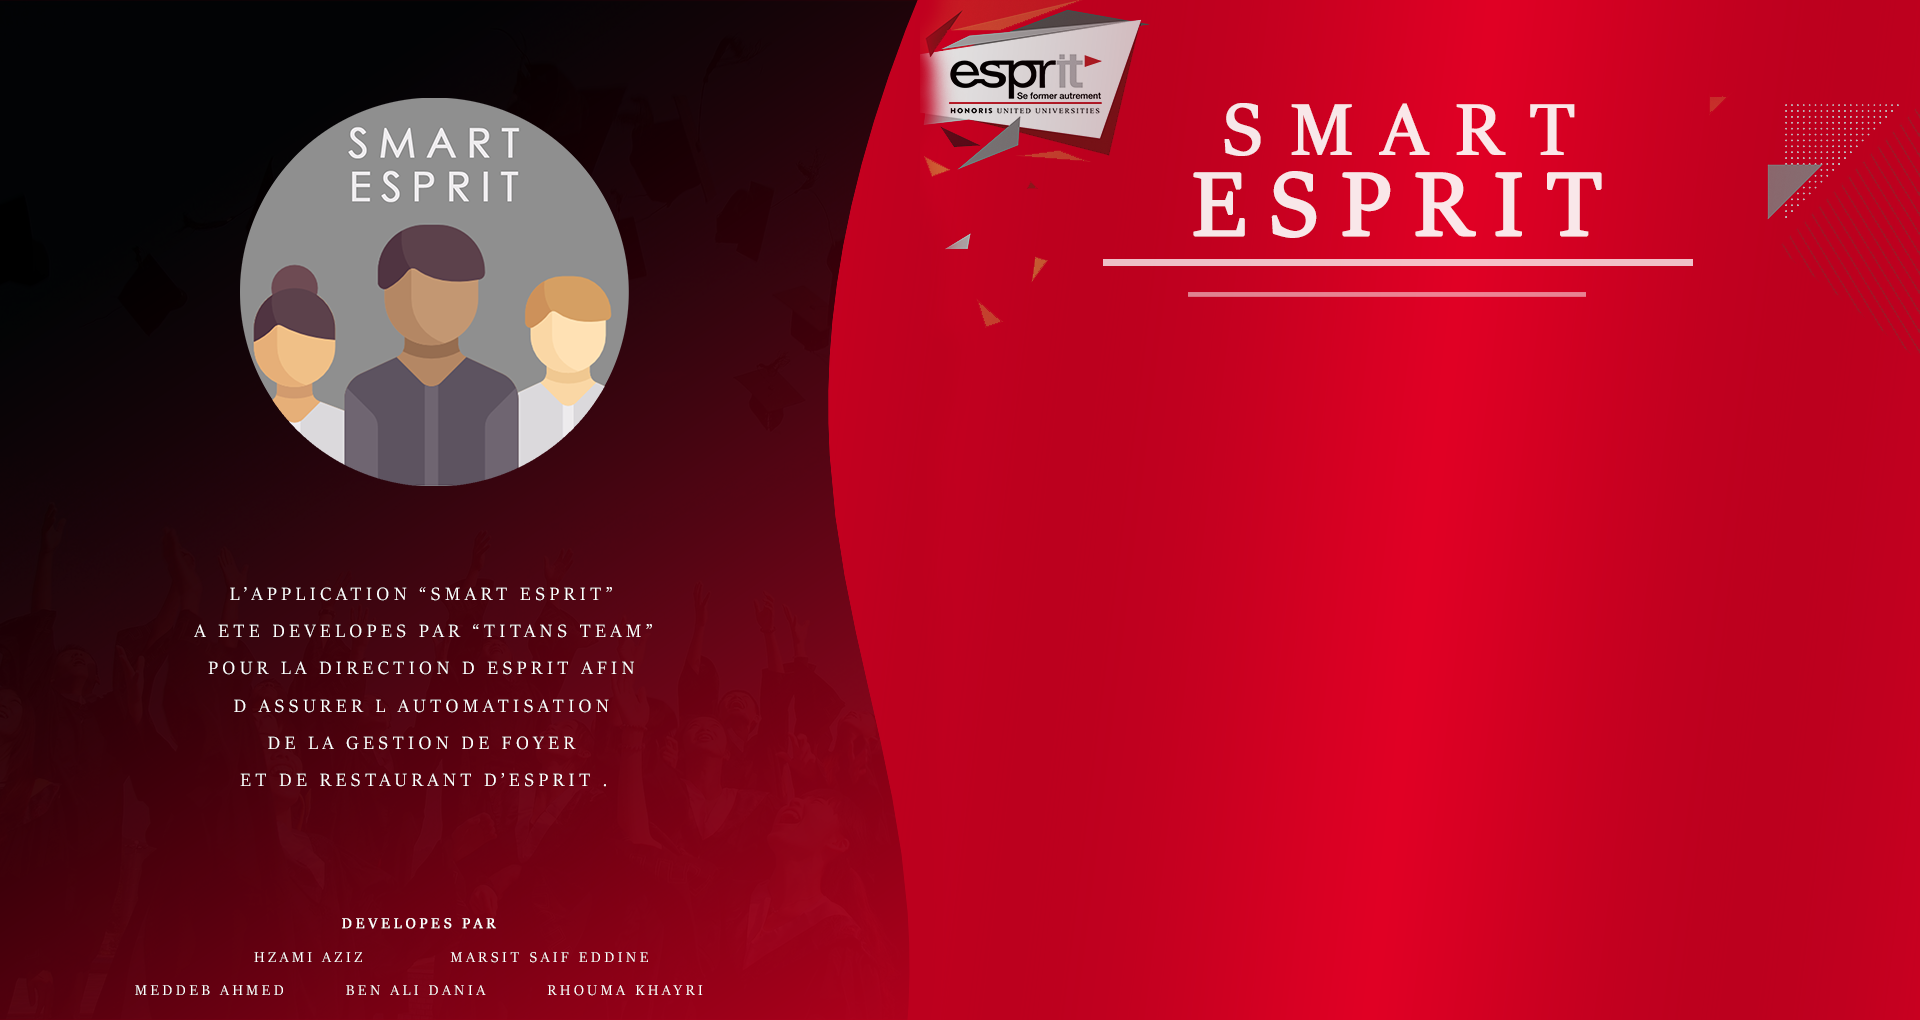 SMART
ESPRIT
L’APPLICATION “SMART ESPRIT”
A ETE DEVELOPES PAR “TITANS TEAM”
POUR LA DIRECTION D ESPRIT AFIN
D ASSURER L AUTOMATISATION
DE LA GESTION DE FOYER
ET DE RESTAURANT D’ESPRIT .
DEVELOPES PAR
HZAMI AZIZ MARSIT SAIF EDDINE
MEDDEB AHMED BEN ALI DANIA RHOUMA KHAYRI
esprit
Se former autrement
HONORIS UNITED UNIVERSITIES
SMART
ESPRIT